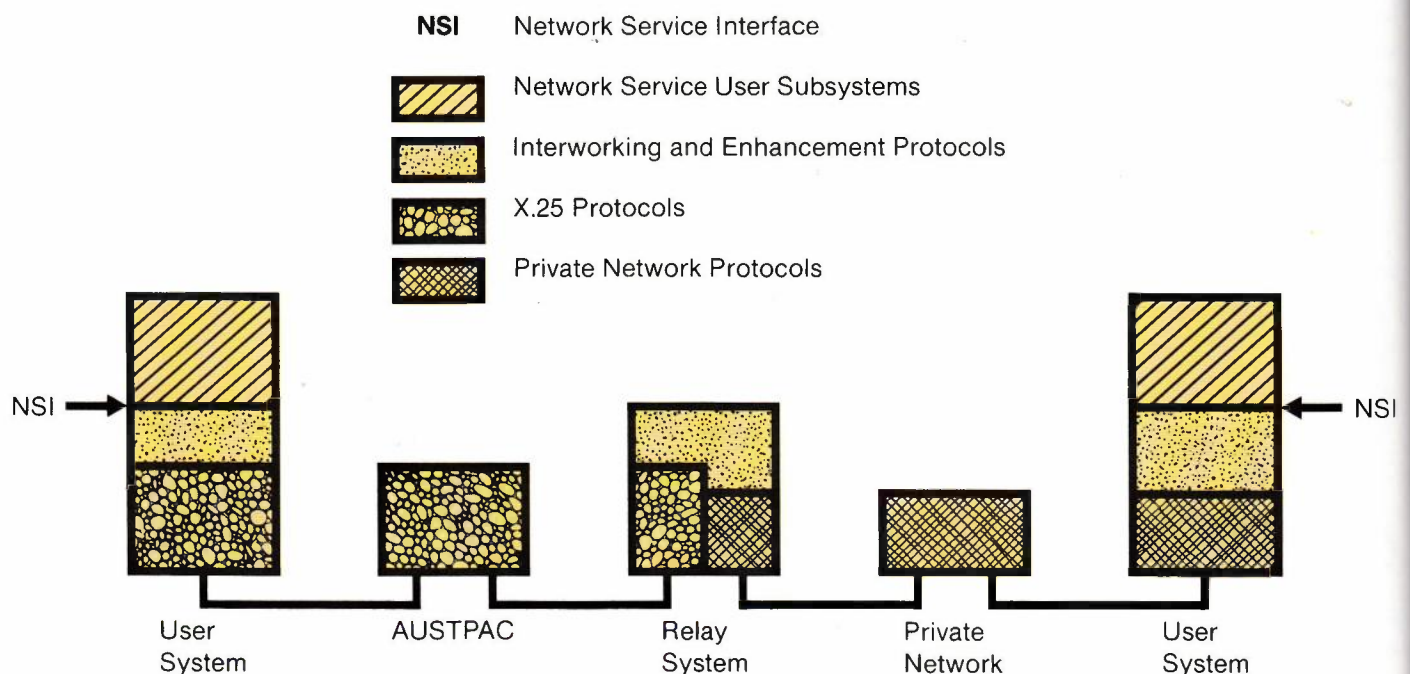 NSI Network Service Interface
Network Service User Subsystems
Interworking and Enhancement Protocols
X.25 Protocols
Private Network Protocols
NSI
NSI
User
System
AUSTPAC
Relay
System
Private
Network
User
System